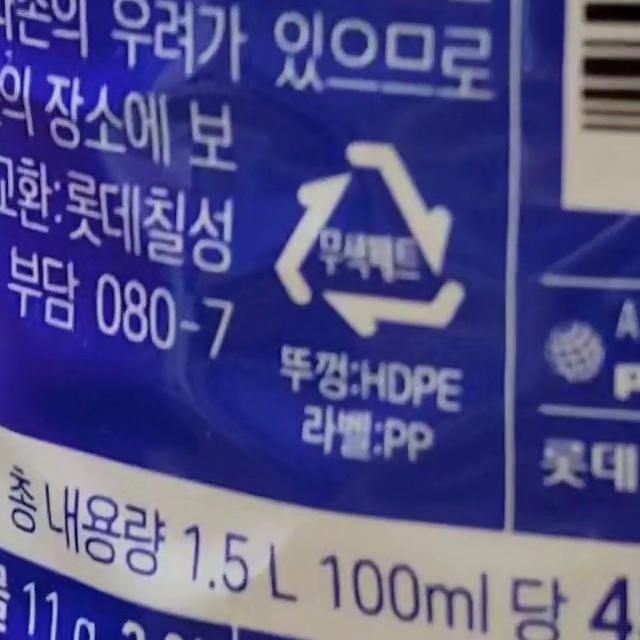 의 우려가 있으므로
의 장소에 보
교환:롯데칠성
부담 080-7
무색페트
뚜껑:HDPE
라벨:PP
롯데
총 내용량 1.5 L 100ml 당 4
11g